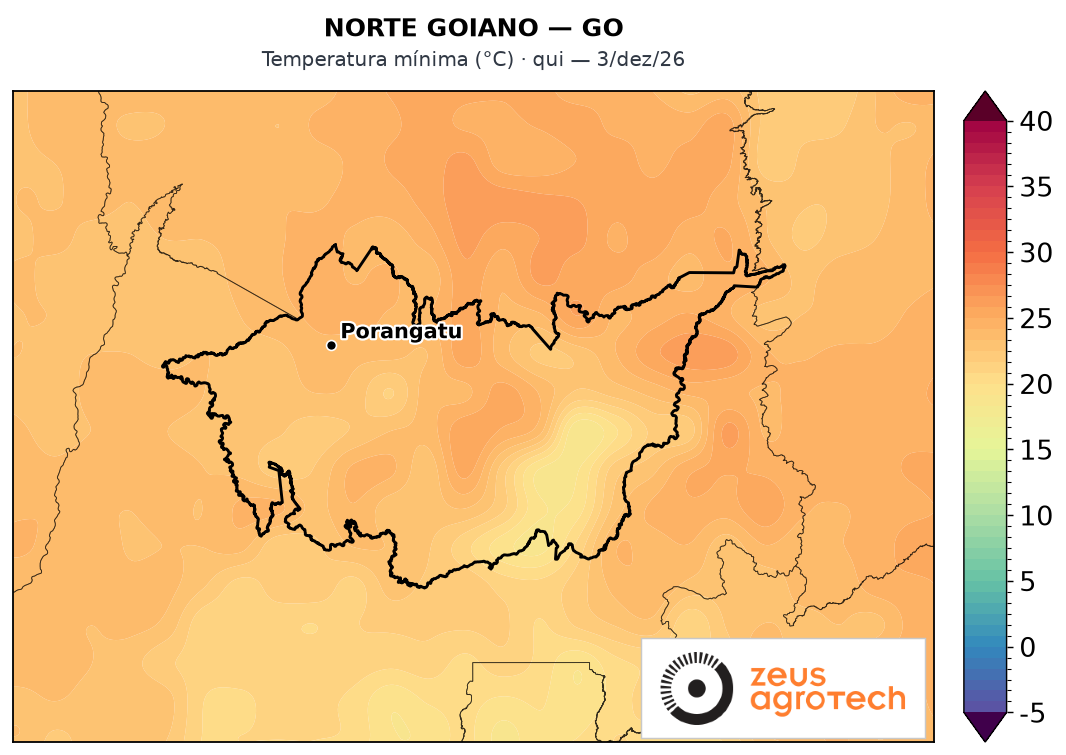 NORTE GOIANO — GO
Temperatura mínima (°C) · qui — 3/dez/26
Porangatu
40
35
30
25
20
15
10
5
0
-5
zeus
agrotech